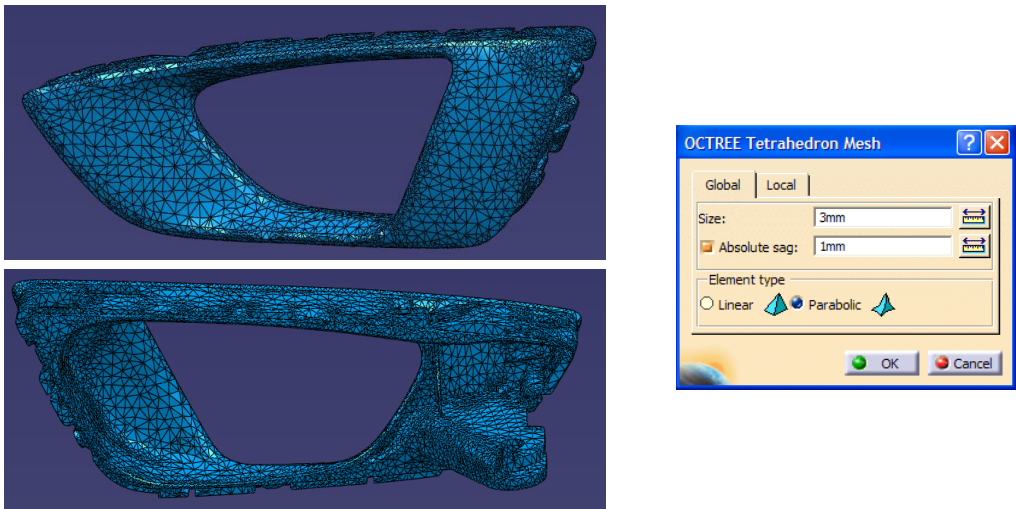 OCTREE Tetrahedron Mesh ?
Global Local
Size: 3mm
Absolute sag: 1mm
Element type
Linear Parabolic
OK Cancel